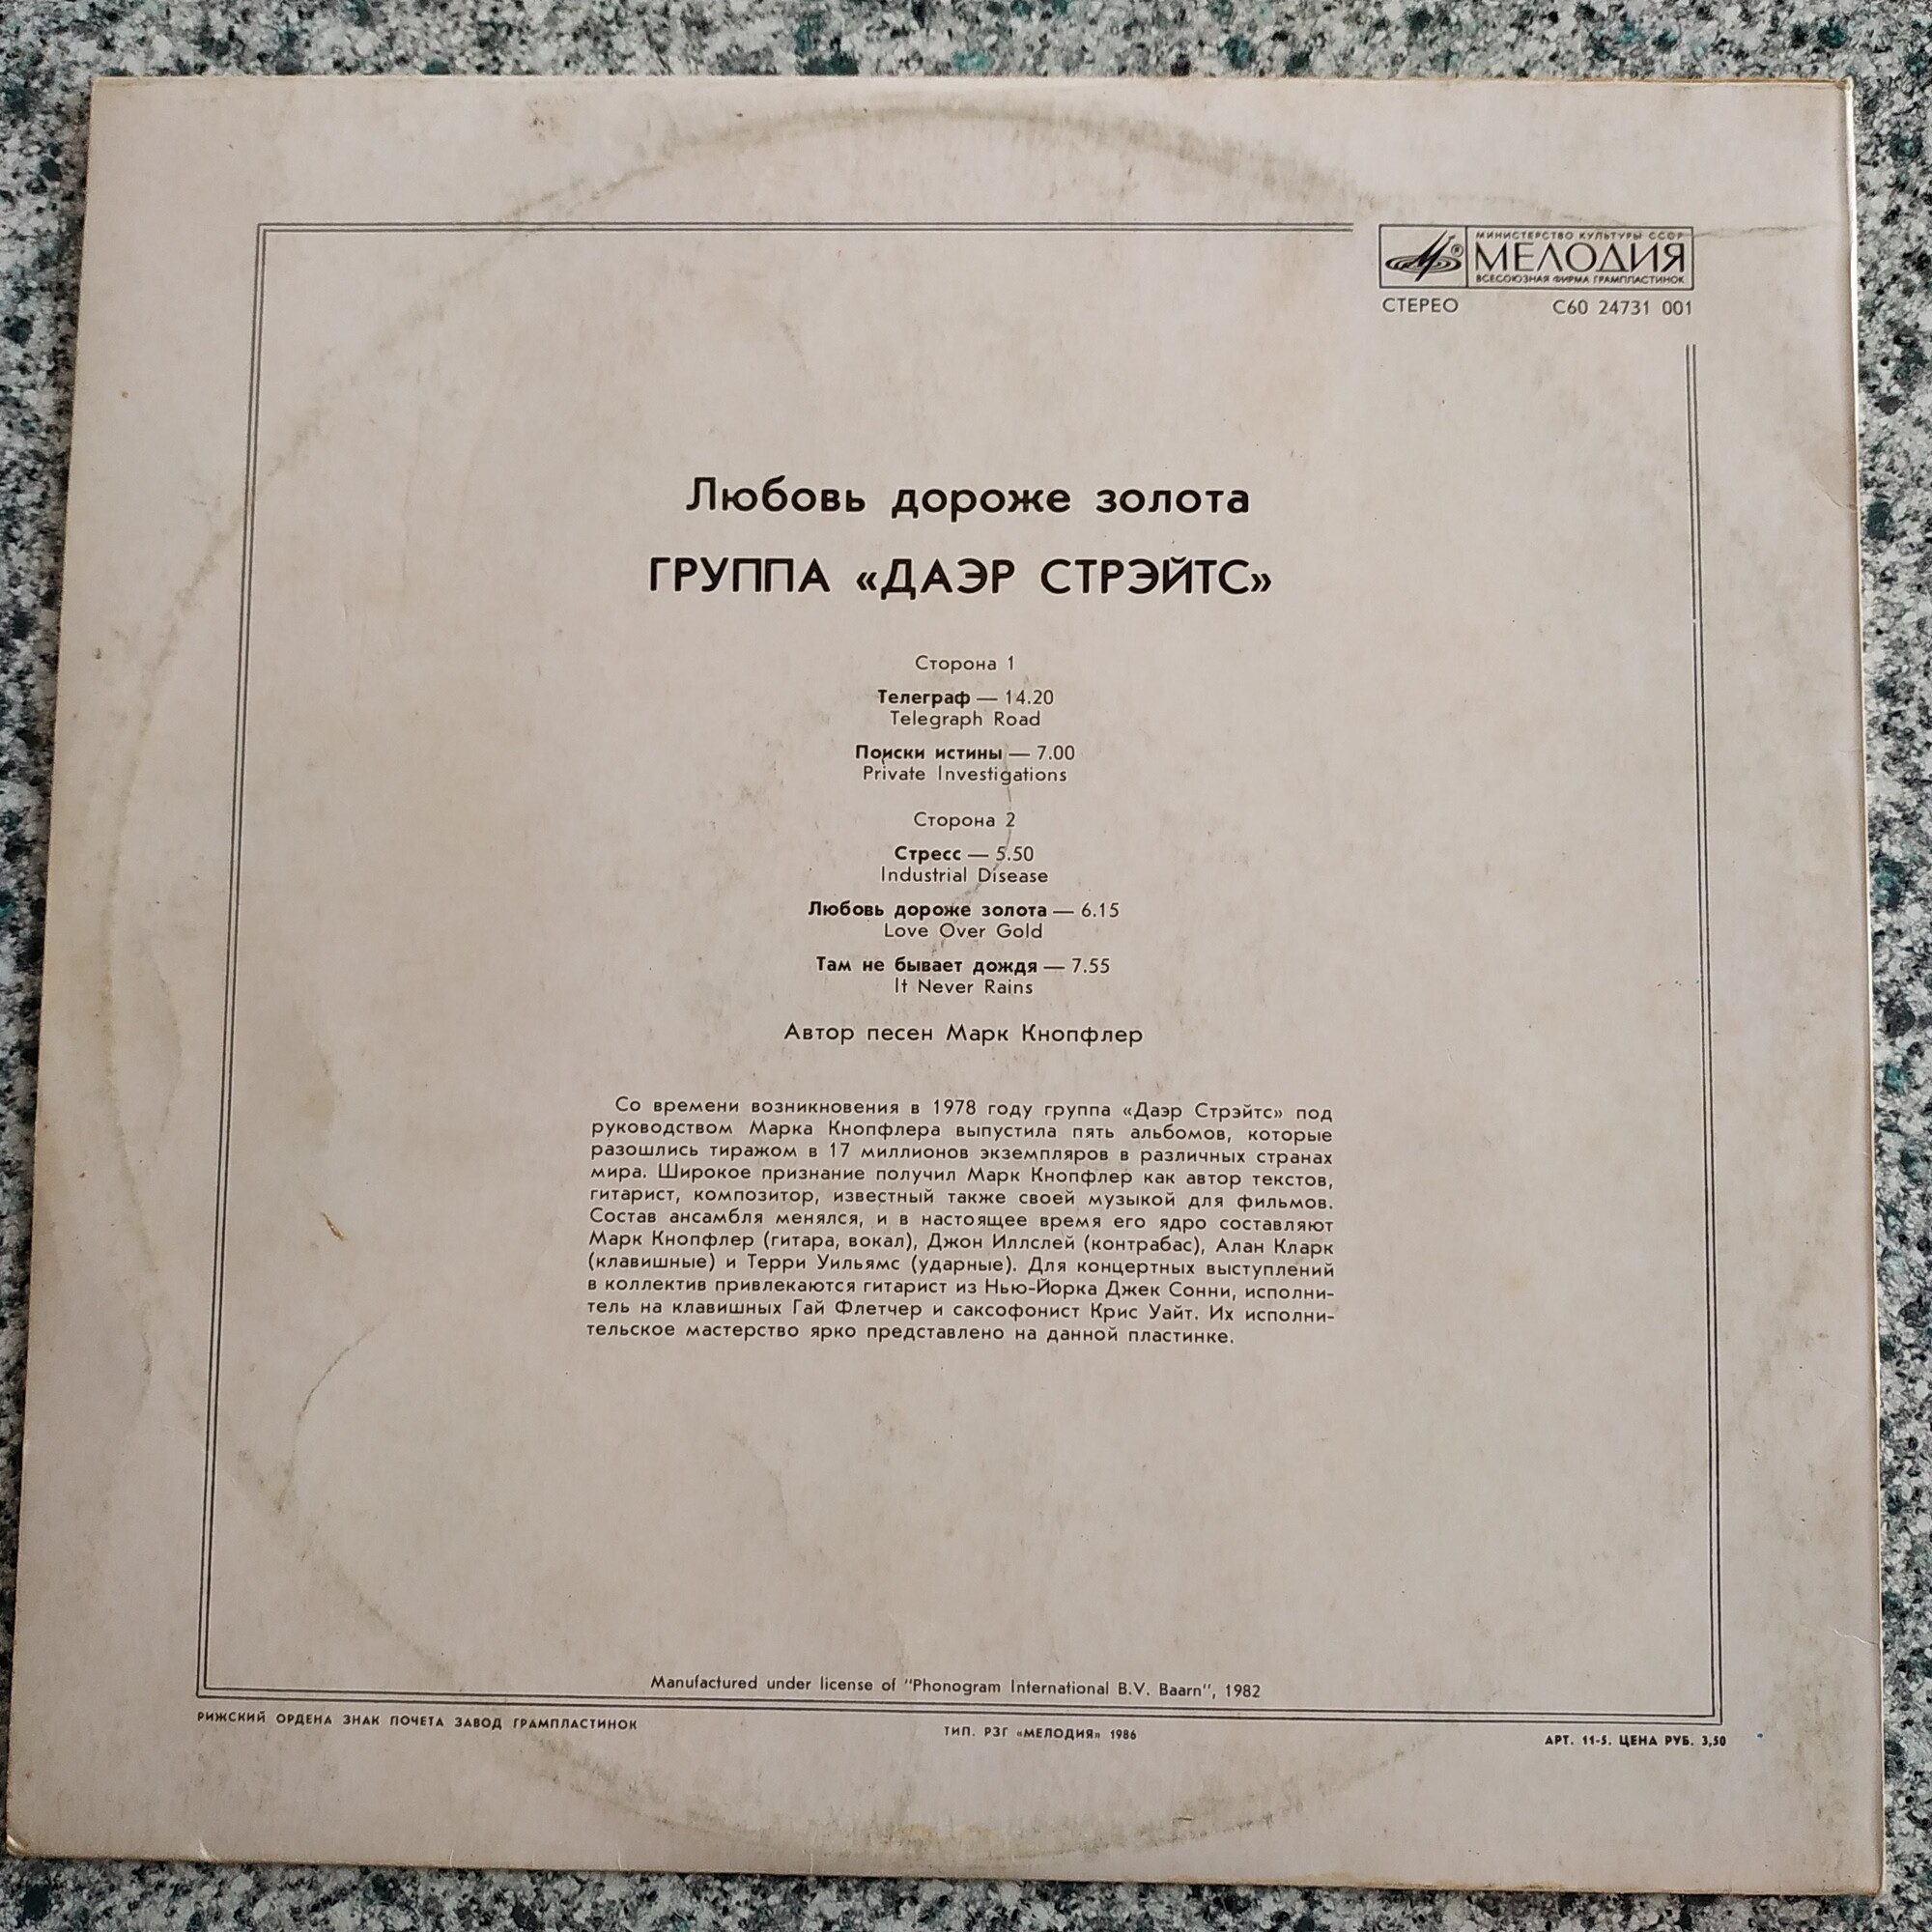 МИНИСТЕРСТВО КУЛЬТУРЫ СССР
МЕЛОДИЯ
ВСЕСОЮЗНАЯ ФИРМА ГРАМПЛАСТИНОК
СТЕРЕО С60 24731 001
Любовь дороже золота
ГРУППА «ДАЭР СТРЭЙТС»
Сторона 1
Телеграф — 14.20
Telegraph Road
Поиски истины — 7.00
Private Investigations
Сторона 2
Стресс — 5.50
Industrial Disease
Любовь дороже золота — 6.15
Love Over Gold
Там не бывает дождя — 7.55
It Never Rains
Автор песен Марк Кнопфлер
Со времени возникновения в 1978 году группа «Даэр Стрэйтс» под
руководством Марка Кнопфлера выпустила пять альбомов, которые
разошлись тиражом в 17 миллионов экземпляров в различных странах
мира. Широкое признание получил Марк Кнопфлер как автор текстов,
гитарист, композитор, известный также своей музыкой для фильмов.
Состав ансамбля менялся, и в настоящее время его ядро составляют
Марк Кнопфлер (гитара, вокал), Джон Иллслей (контрабас), Алан Кларк
(клавишные) и Терри Уильямс (ударные). Для концертных выступлений
в коллектив привлекаются гитарист из Нью-Йорка Джек Сонни, исполни-
тель на клавишных Гай Флетчер и саксофонист Крис Уайт. Их исполни-
тельское мастерство ярко представлено на данной пластинке.
Manufactured under license of "Phonogram International B.V. Baarn", 1982
РИЖСКИЙ ОРДЕНА ЗНАК ПОЧЕТА ЗАВОД ГРАМПЛАСТИНОК
ТИП. РЗГ «МЕЛОДИЯ» 1986
АРТ. 11-5. ЦЕНА РУБ. 3,50